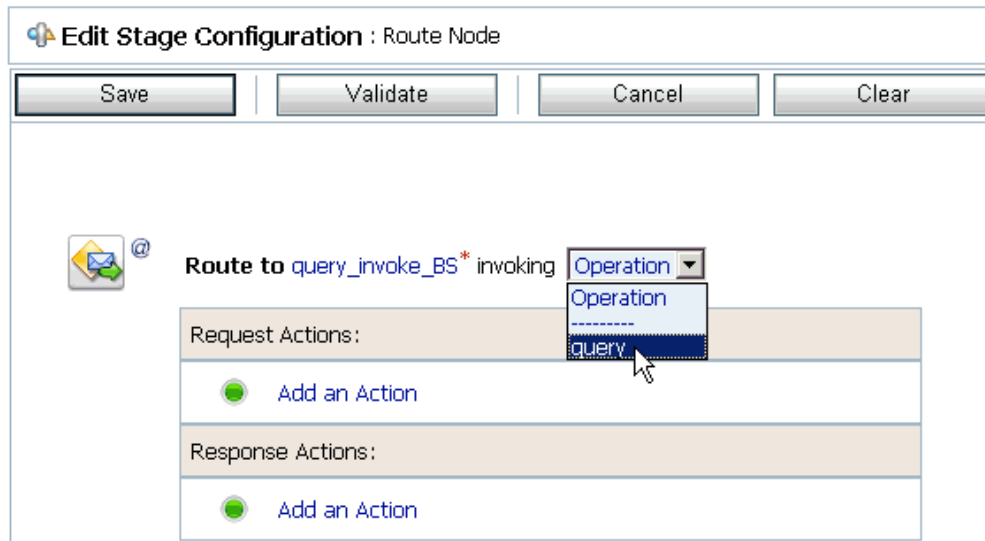 Edit Stage Configuration : Route Node
Save Validate Cancel Clear
@
Route to query_invoke_BS* invoking Operation
Operation
---------
query
Request Actions:
Add an Action
Response Actions:
Add an Action